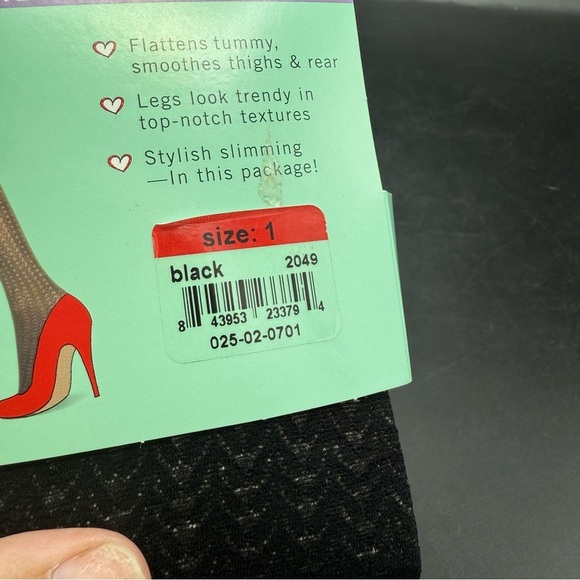 Flattens tummy,
smoothes thighs & rear
Legs look trendy in
top-notch textures
Stylish slimming
—In this package!
size: 1
black 2049
8 43953 23379 4
025-02-0701